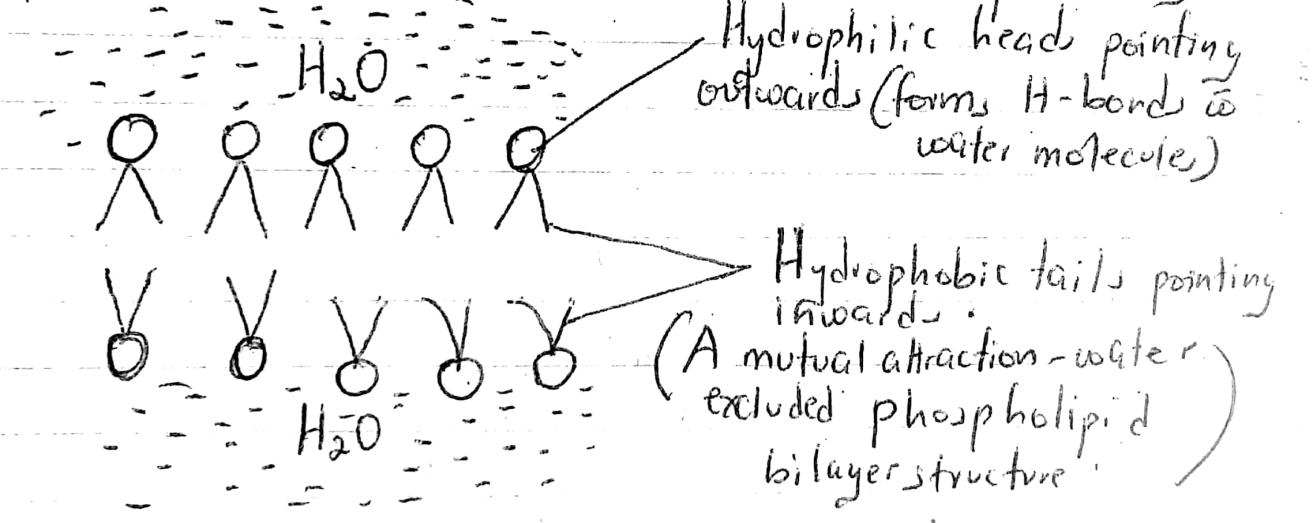 H₂O
Hydrophilic heads pointing
outwards (forms H-bonds w̄
water molecules)
Hydrophobic tails pointing
inwards.
(A mutual attraction-water
excluded phospholipid
bilayer structure.)
H₂O